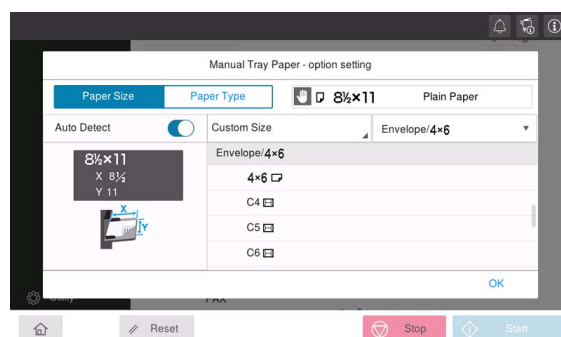 Manual Tray Paper - option setting
Paper Size
Paper Type
8½×11
Plain Paper
Auto Detect
Custom Size
Envelope/4×6
8½×11
X 8½
Y 11
X
Y
Envelope/4×6
4×6
C4
C5
C6
OK
Utility
Reset
Stop
Start